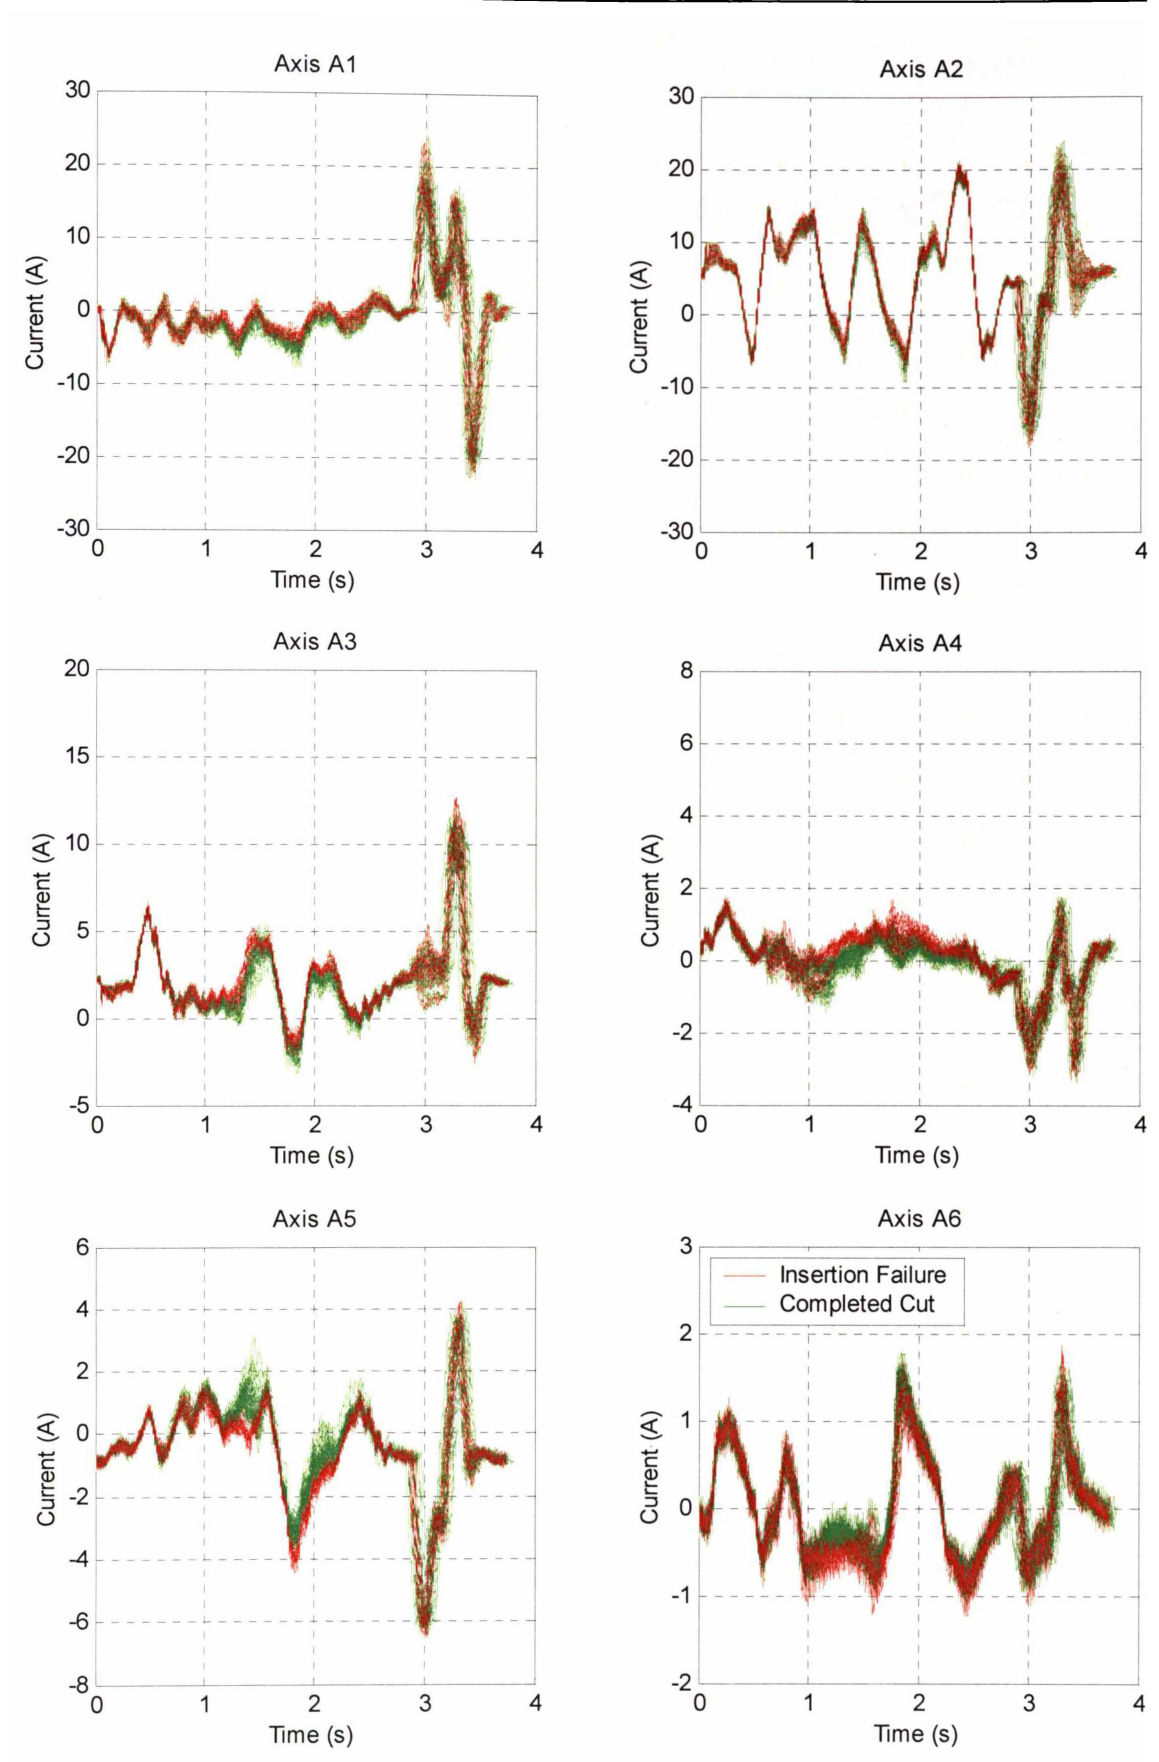 Axis A1
30
20
10
0
-10
-20
-30
0 1 2 3 4
Current (A)
Time (s)
Axis A2
30
20
10
0
-10
-20
-30
0 1 2 3 4
Current (A)
Time (s)
Axis A3
20
15
10
5
0
-5
0 1 2 3 4
Current (A)
Time (s)
Axis A4
8
6
4
2
0
-2
-4
0 1 2 3 4
Current (A)
Time (s)
Axis A5
6
4
2
0
-2
-4
-6
-8
0 1 2 3 4
Current (A)
Time (s)
Axis A6
3
2
1
0
-1
-2
0 1 2 3 4
Current (A)
Time (s)
Insertion Failure
Completed Cut